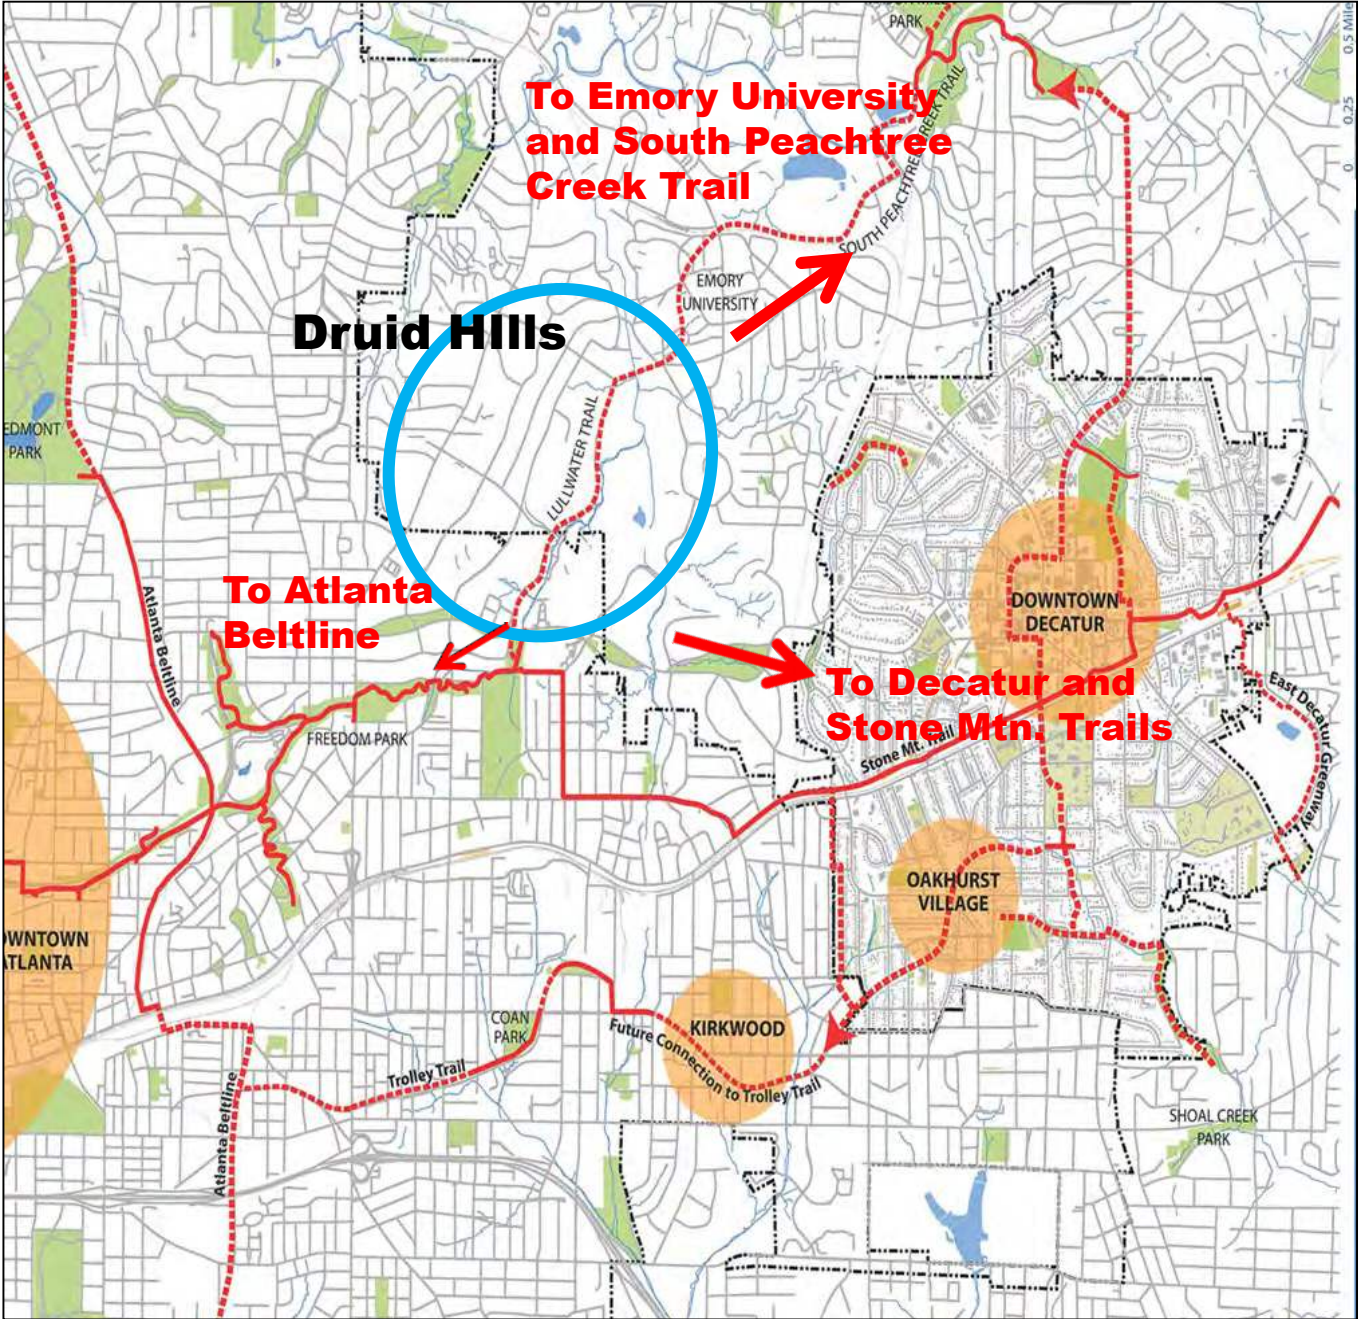 PARK
0.5 Mile
0.25
0
To Emory University
and South Peachtree
Creek Trail
SOUTH PEACHTREE CREEK TRAIL
EMORY
UNIVERSITY
Druid HIlls
LULLWATER TRAIL
EDMONT
PARK
To Atlanta
Beltline
Atlanta Beltline
FREEDOM PARK
DOWNTOWN
DECATUR
To Decatur and
Stone Mtn. Trails
Stone Mt. Trail
East Decatur Greenway
OAKHURST
VILLAGE
OWNTOWN
ATLANTA
COAN
PARK
KIRKWOOD
Future Connection to Trolley Trail
Trolley Trail
Atlanta Beltline
SHOAL CREEK
PARK